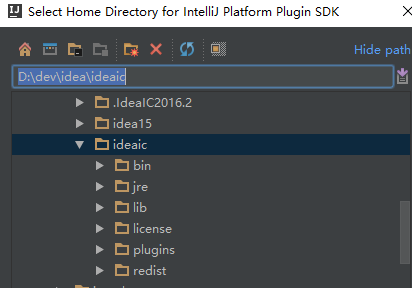 Select Home Directory for IntelliJ Platform Plugin SDK
Hide path
D:\dev\idea\ideaic
.IdeaIC2016.2
idea15
ideaic
bin
jre
lib
license
plugins
redist